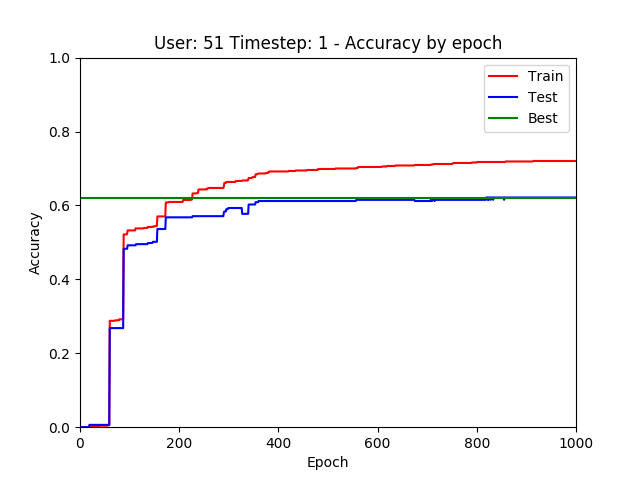 User: 51 Timestep: 1 - Accuracy by epoch
1.0
0.8
0.6
0.4
0.2
0.0
Accuracy
Train
Test
Best
0 200 400 600 800 1000
Epoch